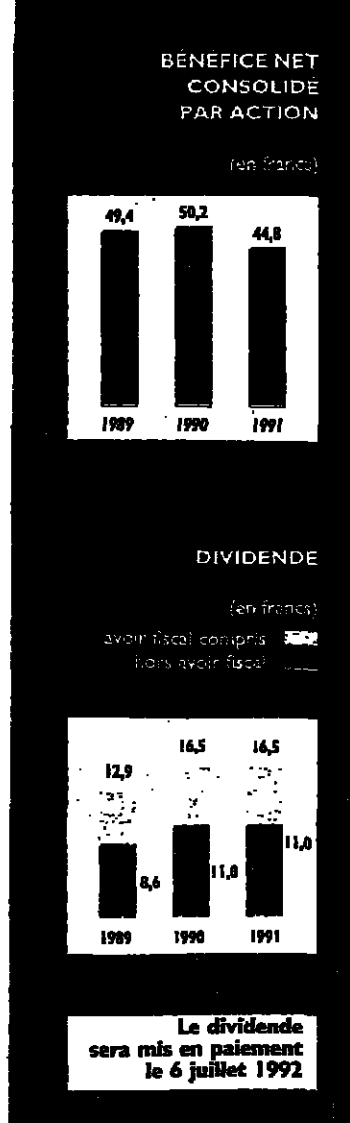 BÉNÉFICE NET
CONSOLIDÉ
PAR ACTION
(en francs)
49,4 50,2 44,8
1989 1990 1991
DIVIDENDE
(en francs)
avoir fiscal compris
hors avoir fiscal
12,9 16,5 16,5
8,6 11,0 11,0
1989 1990 1991
Le dividende
sera mis en paiement
le 6 juillet 1992